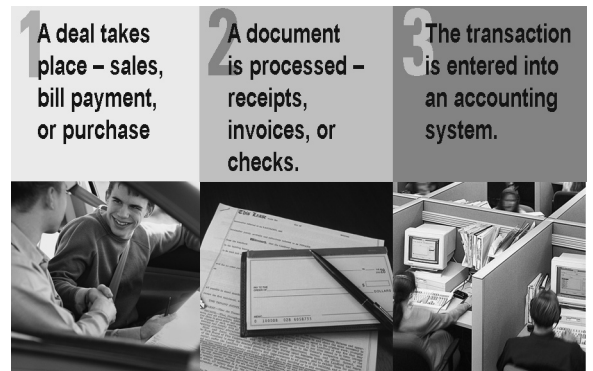 1
A deal takes
place – sales,
bill payment,
or purchase
2
A document
is processed –
receipts,
invoices, or
checks.
3
The transaction
is entered into
an accounting
system.